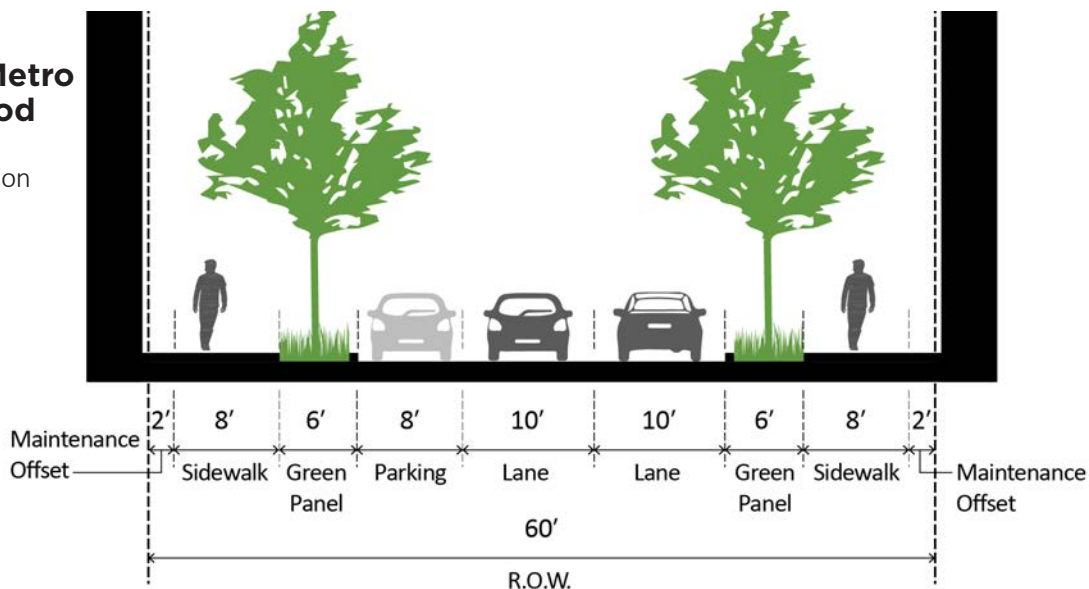 Metro
od
on
2' 8' 6' 8' 10' 10' 6' 8' 2'
Maintenance
Offset
Sidewalk
Green
Panel
Parking
Lane
Lane
Green
Panel
Sidewalk
Maintenance
Offset
60'
R.O.W.